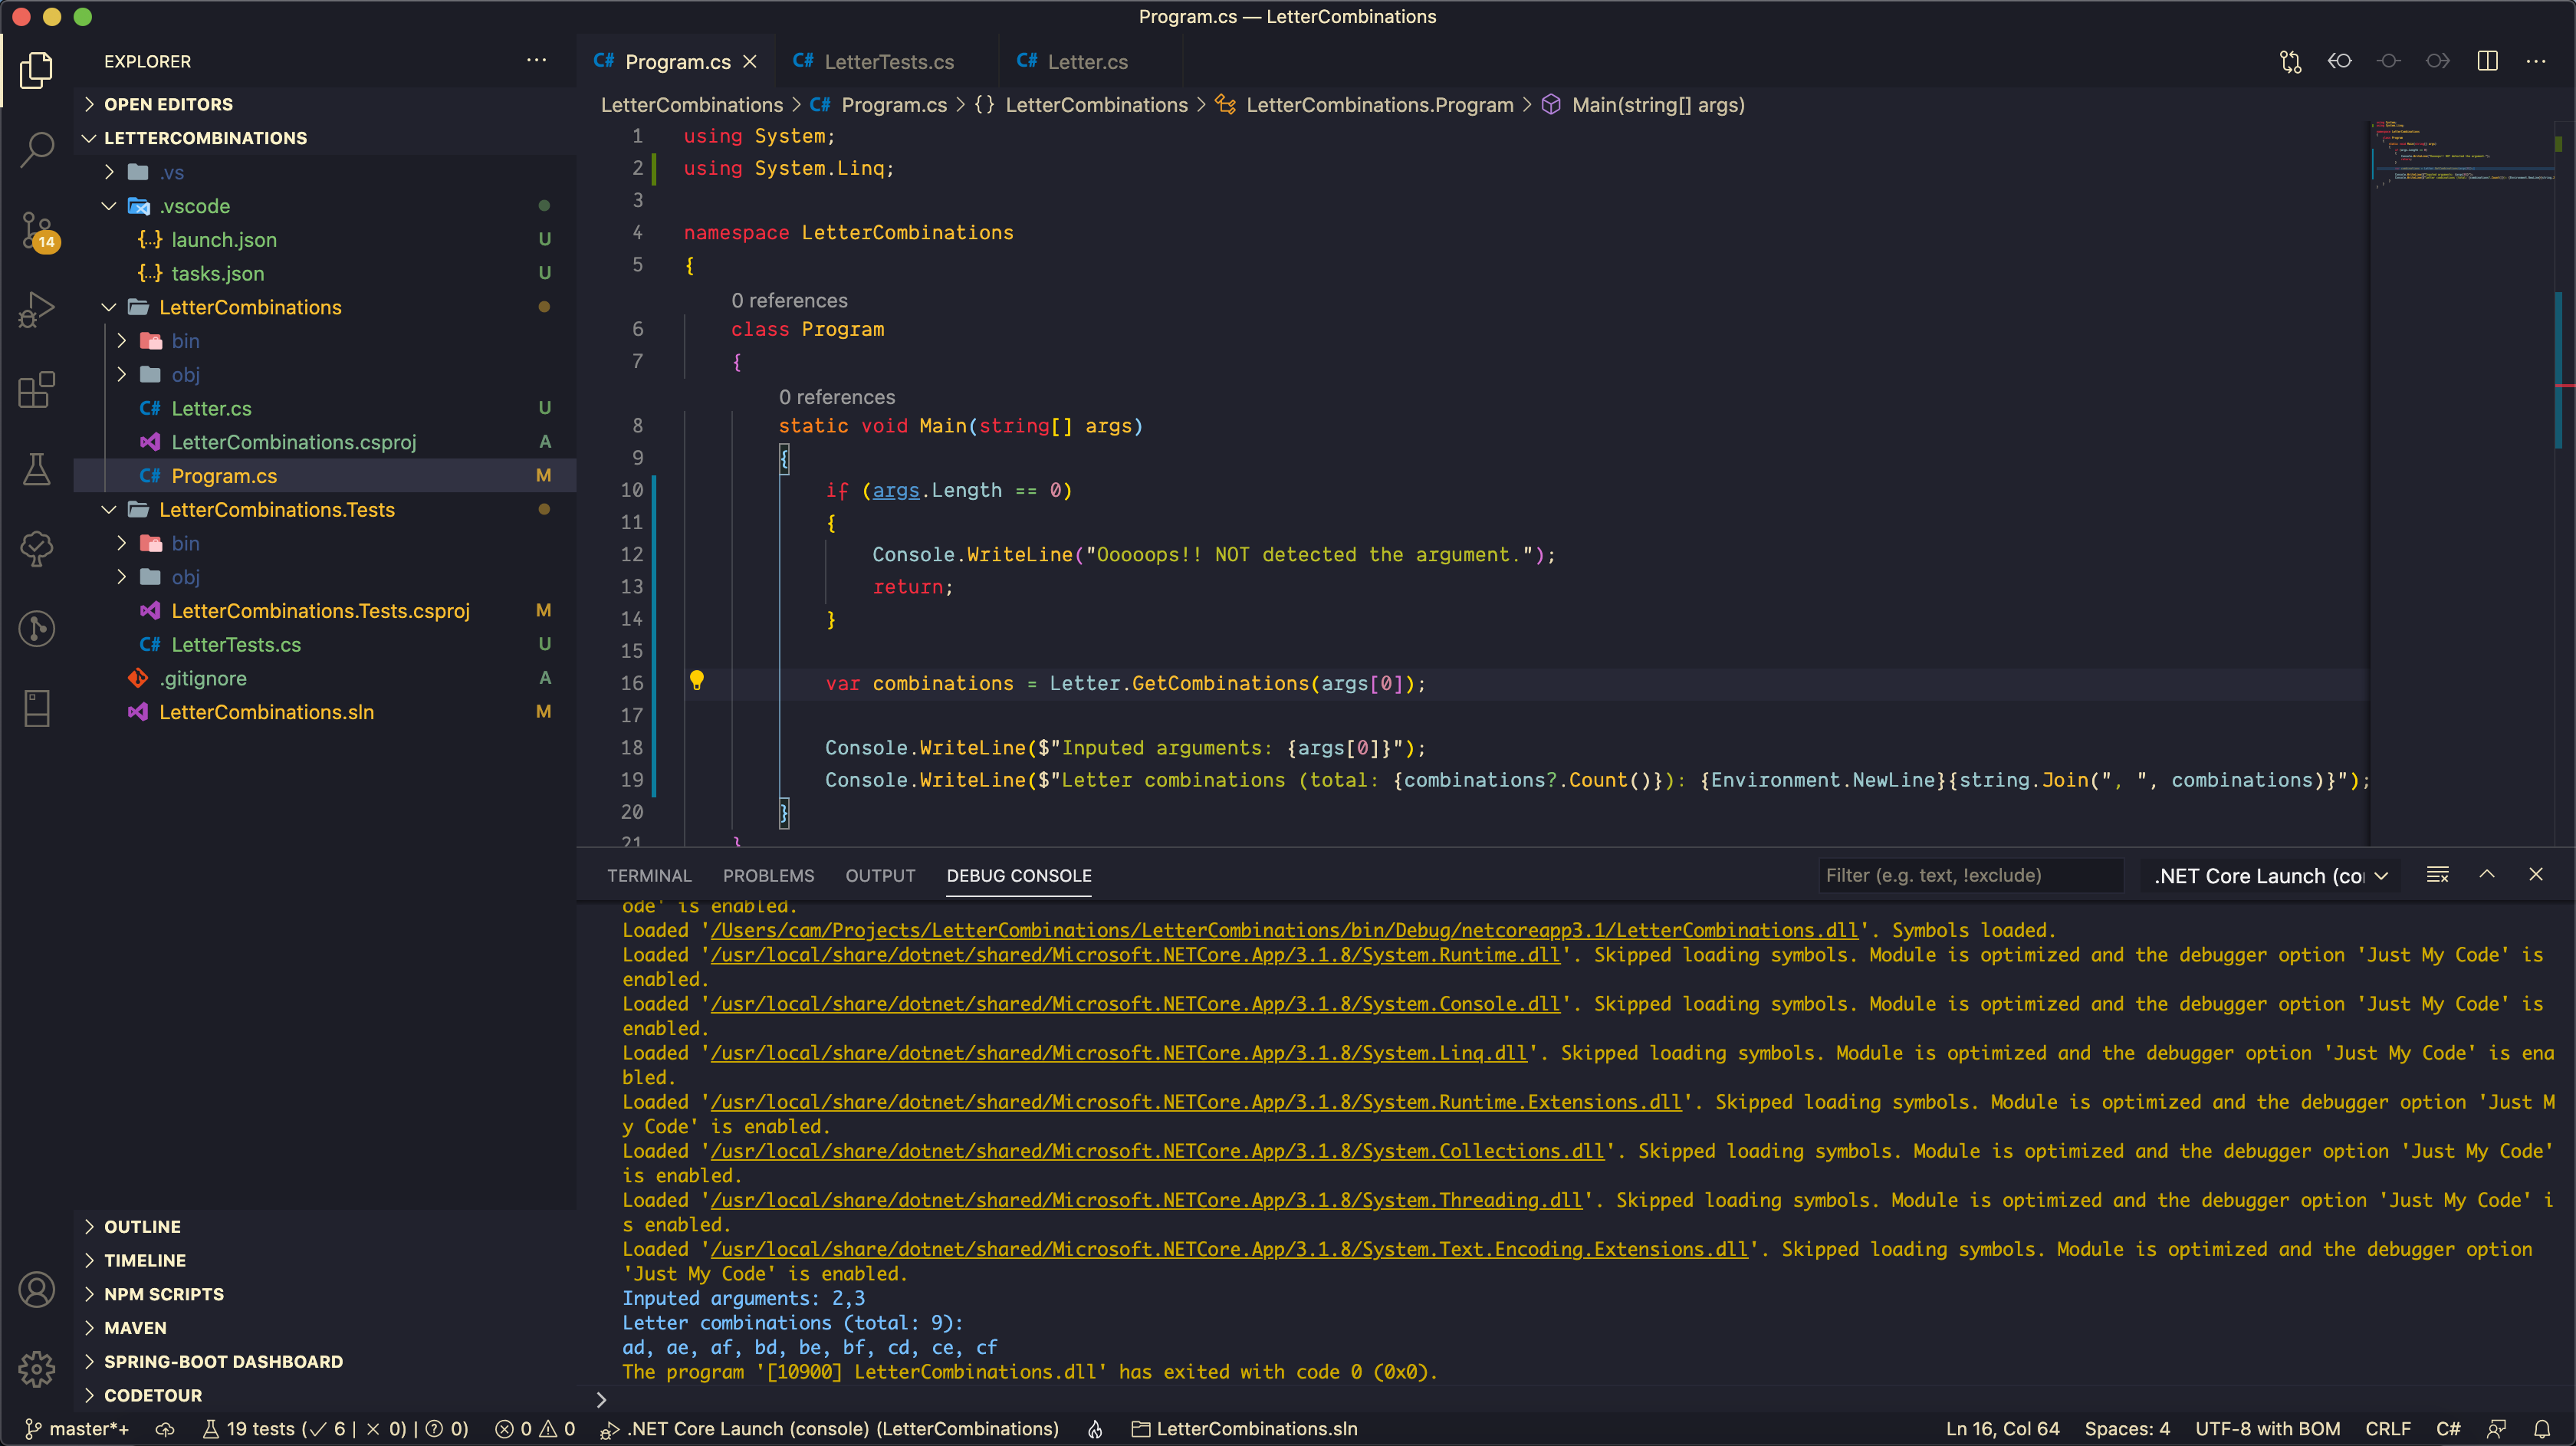 Program.cs — LetterCombinations
EXPLORER
OPEN EDITORS
LETTERCOMBINATIONS
.vs
.vscode
launch.json U
tasks.json U
LetterCombinations
bin
obj
Letter.cs U
LetterCombinations.csproj A
Program.cs M
LetterCombinations.Tests
bin
obj
LetterCombinations.Tests.csproj M
LetterTests.cs U
.gitignore A
LetterCombinations.sln M
OUTLINE
TIMELINE
NPM SCRIPTS
MAVEN
SPRING-BOOT DASHBOARD
CODETOUR
14
C# Program.cs C# LetterTests.cs C# Letter.cs
LetterCombinations > C# Program.cs > {} LetterCombinations > LetterCombinations.Program > Main(string[] args)
1 using System;
2 using System.Linq;
3
4 namespace LetterCombinations
5 {
0 references
6 class Program
7 {
0 references
8 static void Main(string[] args)
9 {
10 if (args.Length == 0)
11 {
12 Console.WriteLine("Ooooops!! NOT detected the argument.");
13 return;
14 }
15
16 var combinations = Letter.GetCombinations(args[0]);
17
18 Console.WriteLine($"Inputed arguments: {args[0]}");
19 Console.WriteLine($"Letter combinations (total: {combinations?.Count()}): {Environment.NewLine}{string.Join(", ", combinations)}");
20 }
21 }
TERMINAL PROBLEMS OUTPUT DEBUG CONSOLE Filter (e.g. text, !exclude) .NET Core Launch (co
ode' is enabled.
Loaded '/Users/cam/Projects/LetterCombinations/LetterCombinations/bin/Debug/netcoreapp3.1/LetterCombinations.dll'. Symbols loaded.
Loaded '/usr/local/share/dotnet/shared/Microsoft.NETCore.App/3.1.8/System.Runtime.dll'. Skipped loading symbols. Module is optimized and the debugger option 'Just My Code' is
enabled.
Loaded '/usr/local/share/dotnet/shared/Microsoft.NETCore.App/3.1.8/System.Console.dll'. Skipped loading symbols. Module is optimized and the debugger option 'Just My Code' is
enabled.
Loaded '/usr/local/share/dotnet/shared/Microsoft.NETCore.App/3.1.8/System.Linq.dll'. Skipped loading symbols. Module is optimized and the debugger option 'Just My Code' is ena
bled.
Loaded '/usr/local/share/dotnet/shared/Microsoft.NETCore.App/3.1.8/System.Runtime.Extensions.dll'. Skipped loading symbols. Module is optimized and the debugger option 'Just M
y Code' is enabled.
Loaded '/usr/local/share/dotnet/shared/Microsoft.NETCore.App/3.1.8/System.Collections.dll'. Skipped loading symbols. Module is optimized and the debugger option 'Just My Code'
is enabled.
Loaded '/usr/local/share/dotnet/shared/Microsoft.NETCore.App/3.1.8/System.Threading.dll'. Skipped loading symbols. Module is optimized and the debugger option 'Just My Code' i
s enabled.
Loaded '/usr/local/share/dotnet/shared/Microsoft.NETCore.App/3.1.8/System.Text.Encoding.Extensions.dll'. Skipped loading symbols. Module is optimized and the debugger option
'Just My Code' is enabled.
Inputed arguments: 2,3
Letter combinations (total: 9):
ad, ae, af, bd, be, bf, cd, ce, cf
The program '[10900] LetterCombinations.dll' has exited with code 0 (0x0).
master*+ 19 tests (✓ 6 | × 0) | ? 0) 0 0 .NET Core Launch (console) (LetterCombinations) LetterCombinations.sln Ln 16, Col 64 Spaces: 4 UTF-8 with BOM CRLF C#